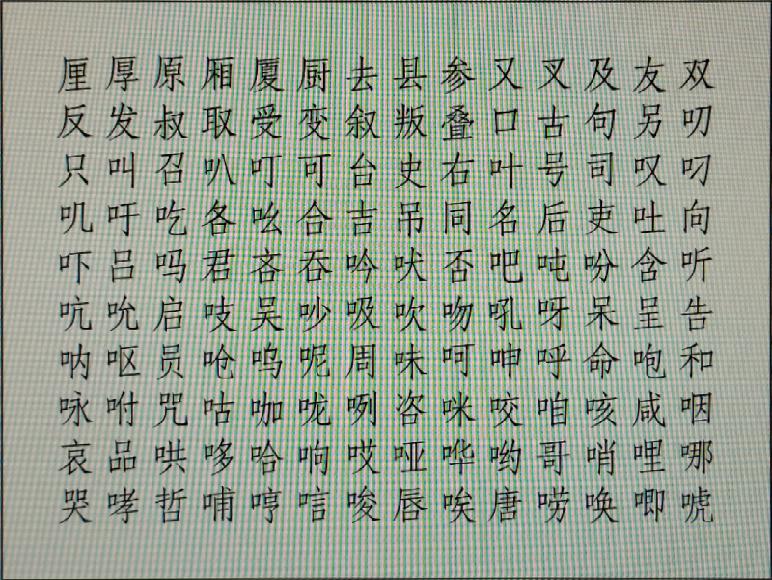 厘厚原厢厦厨去县参又叉及友双
反发叔取受变叙叛叠口古句另叨
只叫召叭叮可台史右叶号司叹叼
叽吁吃各吆合吉吊同名后吏吐向
吓吕吗君吝吞吟吠否吧吨吩含听
吭吮启吱吴吵吸吹吻吼呀呆呈告
呐呕员呛呜呢周味呵呻呼命咆和
咏咐咒咕咖咙咧咨咪咬咱咳咸咽
哀品哄哆哈响哎哑哗哟哥哨哩哪
哭哮哲哺哼唁唆唇唉唐唠唤唧唬